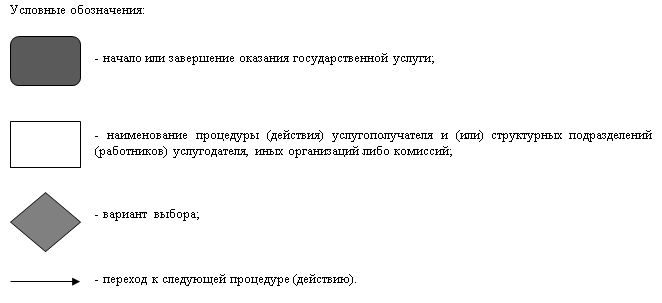 Условные обозначения:
- начало или завершение оказания государственной услуги;
- наименование процедуры (действия) услугополучателя и (или) структурных подразделений
(работников) услугодателя, иных организаций либо комиссий;
- вариант выбора;
- переход к следующей процедуре (действию).